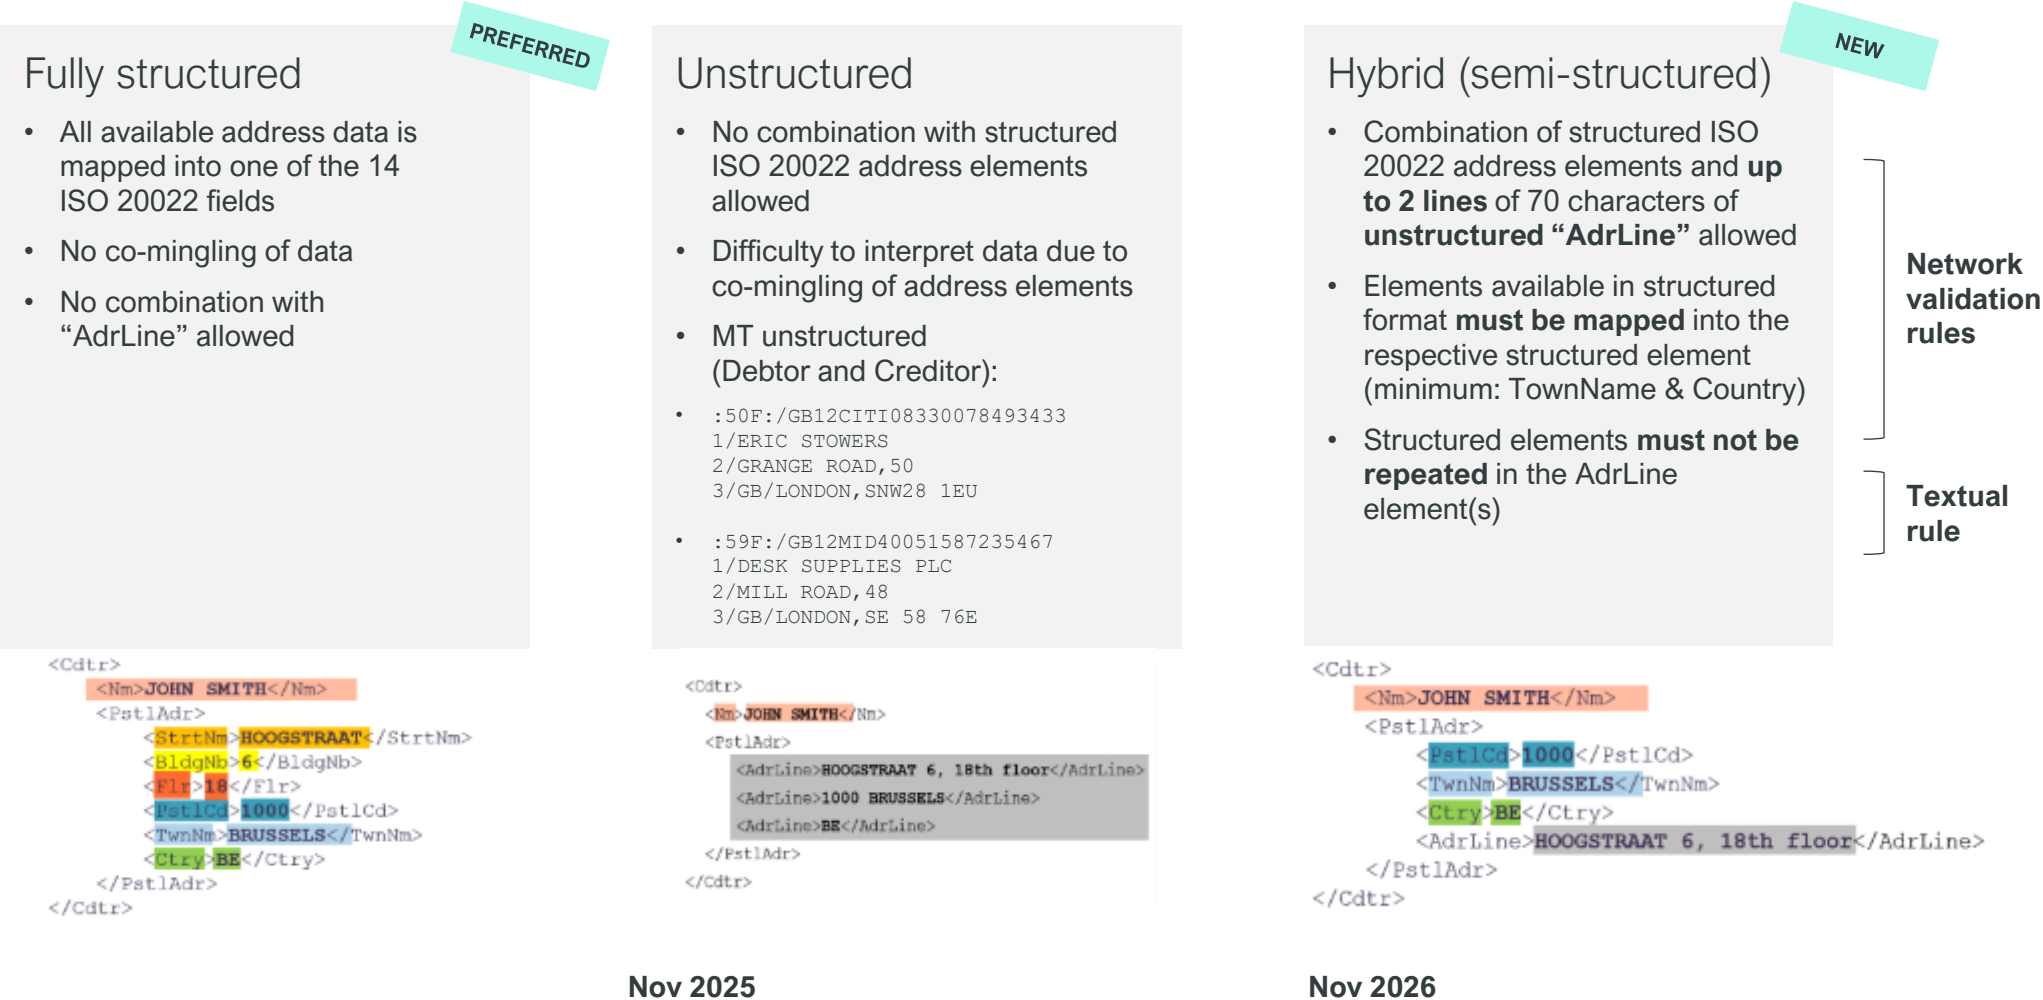 PREFERRED
Fully structured
• All available address data is
mapped into one of the 14
ISO 20022 fields
• No co-mingling of data
• No combination with
“AdrLine” allowed
<Cdtr>
<Nm>JOHN SMITH</Nm>
<PstlAdr>
<StrtNm>HOOGSTRAAT</StrtNm>
<BldgNb>6</BldgNb>
<Flr>18</Flr>
<PstlCd>1000</PstlCd>
<TwnNm>BRUSSELS</TwnNm>
<Ctry>BE</Ctry>
</PstlAdr>
</Cdtr>
Unstructured
• No combination with structured
ISO 20022 address elements
allowed
• Difficulty to interpret data due to
co-mingling of address elements
• MT unstructured
(Debtor and Creditor):
• :50F:/GB12CITI08330078493433
1/ERIC STOWERS
2/GRANGE ROAD,50
3/GB/LONDON,SNW28 1EU
• :59F:/GB12MID40051587235467
1/DESK SUPPLIES PLC
2/MILL ROAD,48
3/GB/LONDON,SE 58 76E
<Cdtr>
<Nm>JOHN SMITH</Nm>
<PstlAdr>
<AdrLine>HOOGSTRAAT 6, 18th floor</AdrLine>
<AdrLine>1000 BRUSSELS</AdrLine>
<AdrLine>BE</AdrLine>
</PstlAdr>
</Cdtr>
Nov 2025
NEW
Hybrid (semi-structured)
• Combination of structured ISO
20022 address elements and up
to 2 lines of 70 characters of
unstructured “AdrLine” allowed
• Elements available in structured
format must be mapped into the
respective structured element
(minimum: TownName & Country)
• Structured elements must not be
repeated in the AdrLine
element(s)
Network
validation
rules
Textual
rule
<Cdtr>
<Nm>JOHN SMITH</Nm>
<PstlAdr>
<PstlCd>1000</PstlCd>
<TwnNm>BRUSSELS</TwnNm>
<Ctry>BE</Ctry>
<AdrLine>HOOGSTRAAT 6, 18th floor</AdrLine>
</PstlAdr>
</Cdtr>
Nov 2026